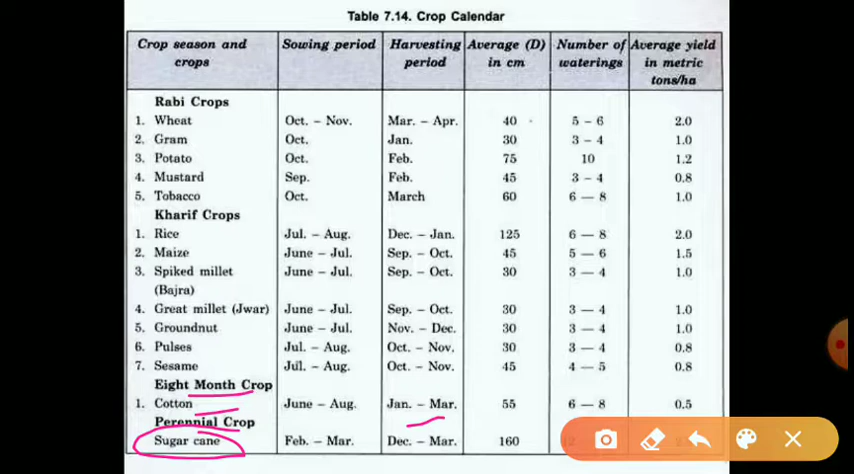 Table 7.14. Crop Calendar
Crop season and crops Sowing period Harvesting period Average (D) in cm Number of waterings Average yield in metric tons/ha
Rabi Crops
1. Wheat Oct. – Nov. Mar. – Apr. 40 5 – 6 2.0
2. Gram Oct. Jan. 30 3 – 4 1.0
3. Potato Oct. Feb. 75 10 1.2
4. Mustard Sep. Feb. 45 3 – 4 0.8
5. Tobacco Oct. March 60 6 — 8 1.0
Kharif Crops
1. Rice Jul. – Aug. Dec. – Jan. 125 6 – 8 2.0
2. Maize June – Jul. Sep. – Oct. 45 5 – 6 1.5
3. Spiked millet June – Jul. Sep. – Oct. 30 3 – 4 1.0
(Bajra)
4. Great millet (Jwar) June – Jul. Sep. – Oct. 30 3 — 4 1.0
5. Groundnut June – Jul. Nov. – Dec. 30 3 – 4 1.0
6. Pulses Jul. – Aug. Oct. – Nov. 30 3 – 4 0.8
7. Sesame Jul. – Aug. Oct. – Nov. 45 4 – 5 0.8
Eight Month Crop
1. Cotton June – Aug. Jan. – Mar. 55 6 – 8 0.5
Perennial Crop
Sugar cane Feb. – Mar. Dec. – Mar. 160